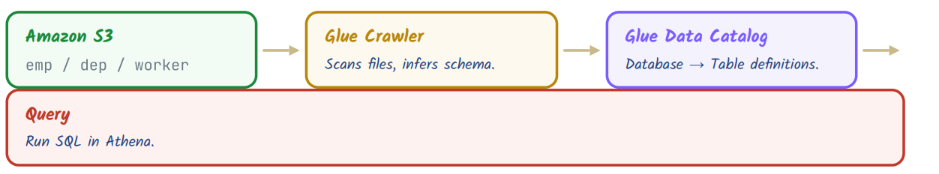 Amazon S3
emp / dep / worker
Glue Crawler
Scans files, infers schema.
Glue Data Catalog
Database → Table definitions.
Query
Run SQL in Athena.